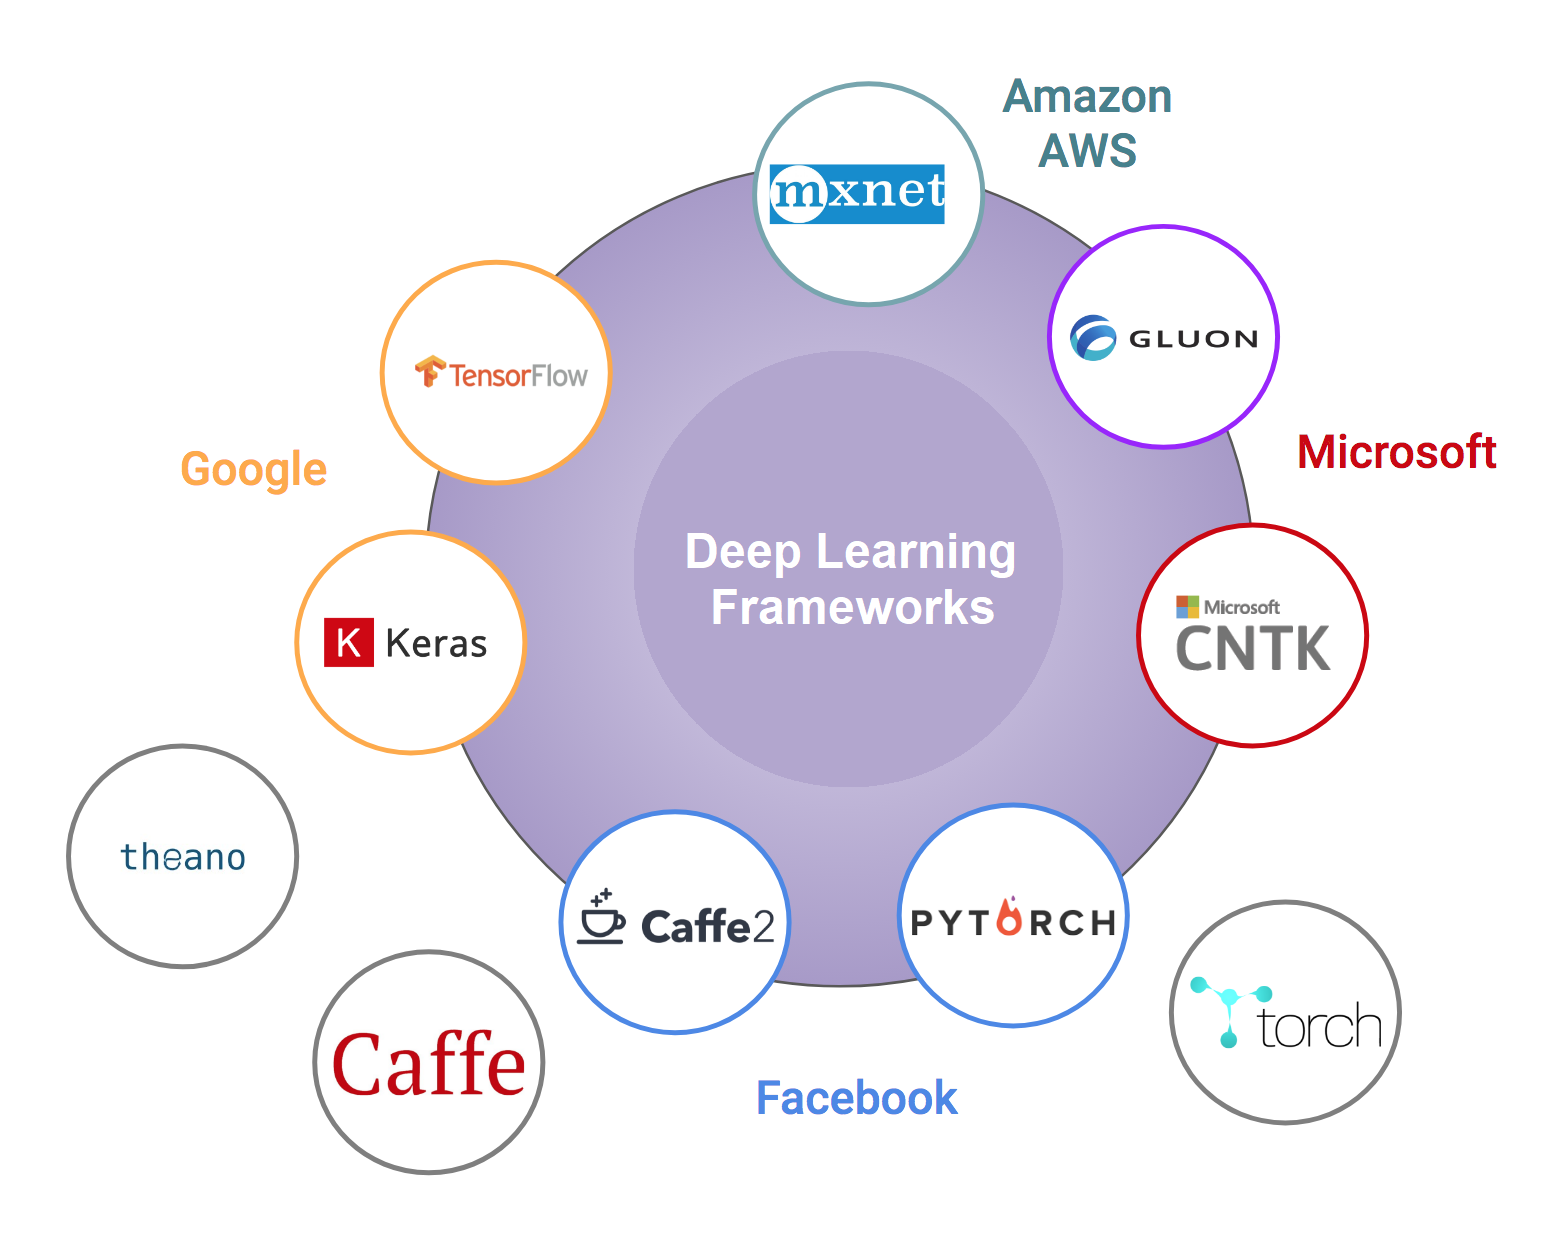 Amazon
AWS
mxnet
GLUON
TensorFlow
Google
Microsoft
Deep Learning
Frameworks
Microsoft
CNTK
K Keras
theano
Caffe2
PYTORCH
torch
Caffe
Facebook